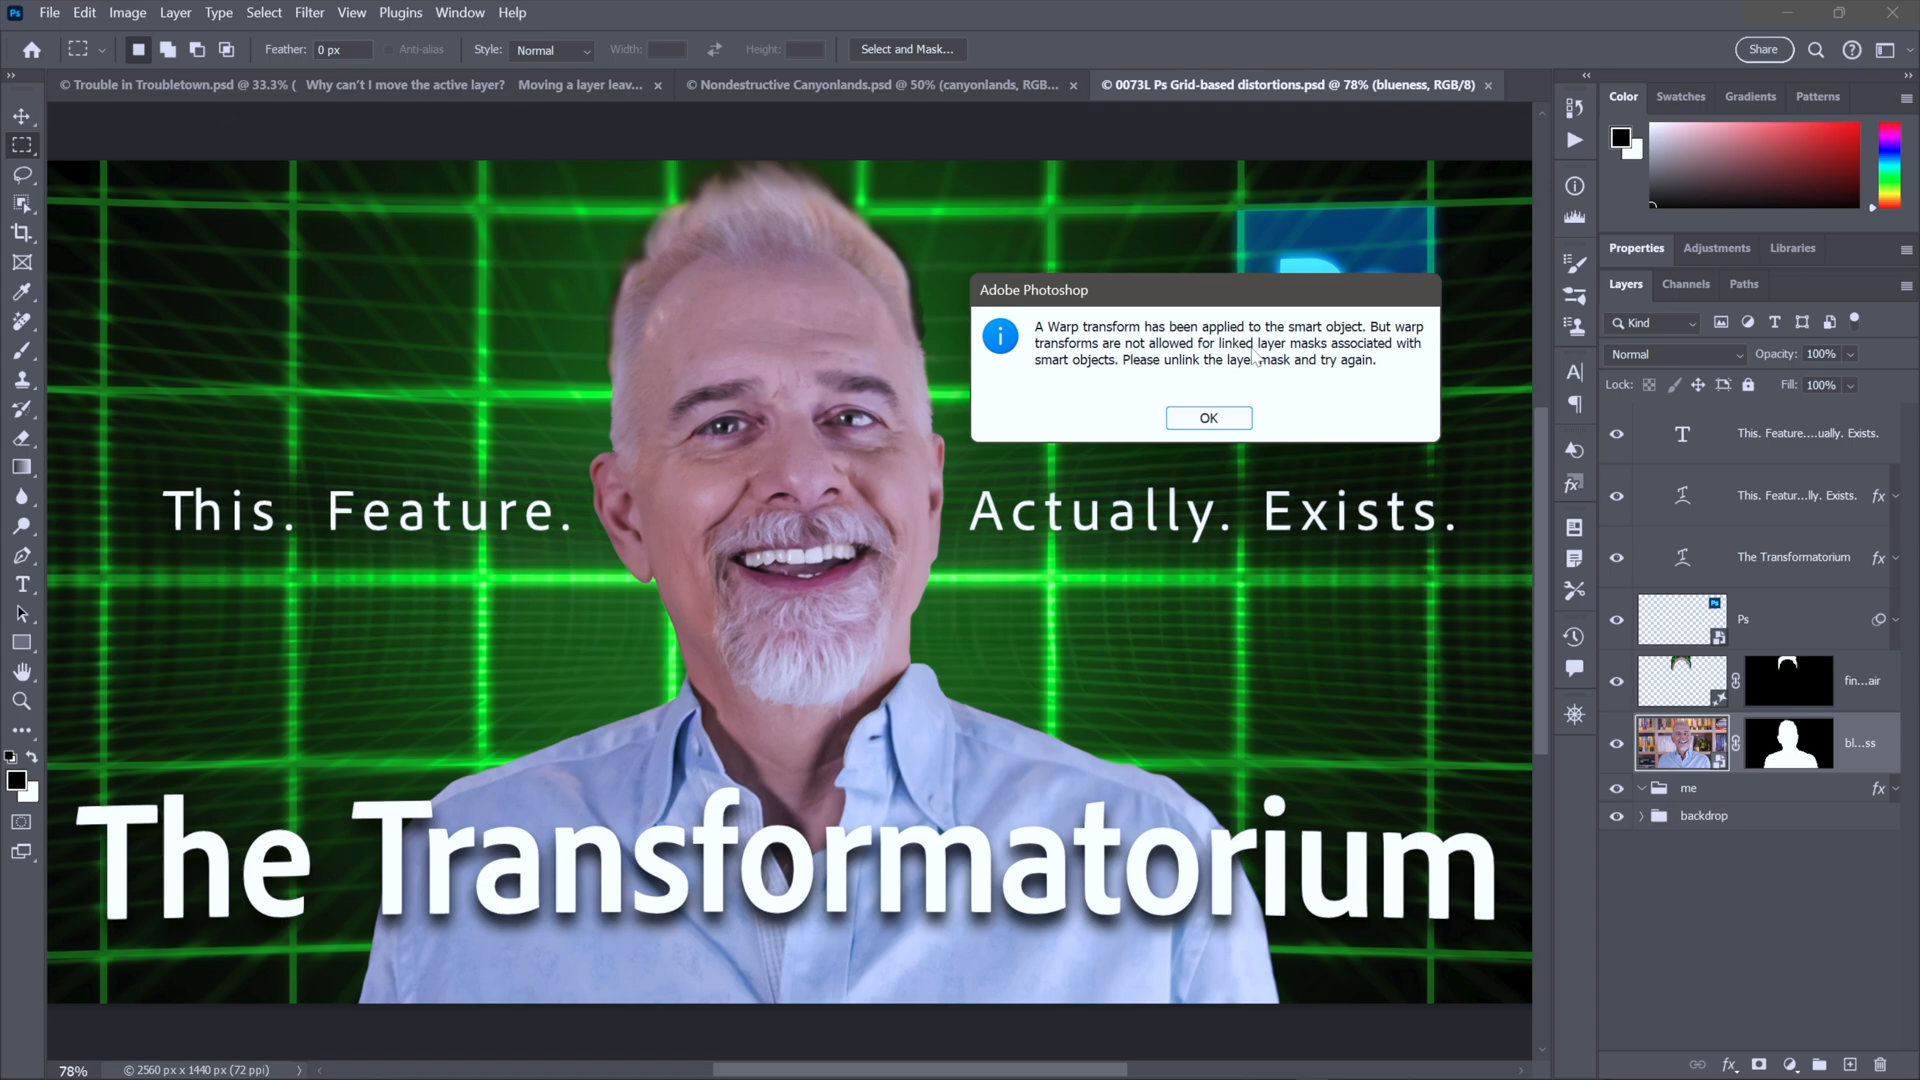 Ps File Edit Image Layer Type Select Filter View Plugins Window Help
Feather: 0 px Anti-alias Style: Normal Width: Height: Select and Mask... Share
© Trouble in Troubletown.psd @ 33.3% ( Why can't I move the active layer? Moving a layer leav... × © Nondestructive Canyonlands.psd @ 50% (canyonlands, RGB... × © 0073L Ps Grid-based distortions.psd @ 78% (blueness, RGB/8) ×
Color Swatches Gradients Patterns
Properties Adjustments Libraries
Layers Channels Paths
Kind
Normal Opacity: 100%
Lock: Fill: 100%
Adobe Photoshop
A Warp transform has been applied to the smart object. But warp
transforms are not allowed for linked layer masks associated with
smart objects. Please unlink the layer mask and try again.
OK
This. Feature. Actually. Exists.
The Transformatorium
T This. Feature....ually. Exists.
This. Featur...lly. Exists. fx
The Transformatorium fx
Ps Ps
fin...air
bl...ss
me fx
backdrop
78% © 2560 px x 1440 px (72 ppi)